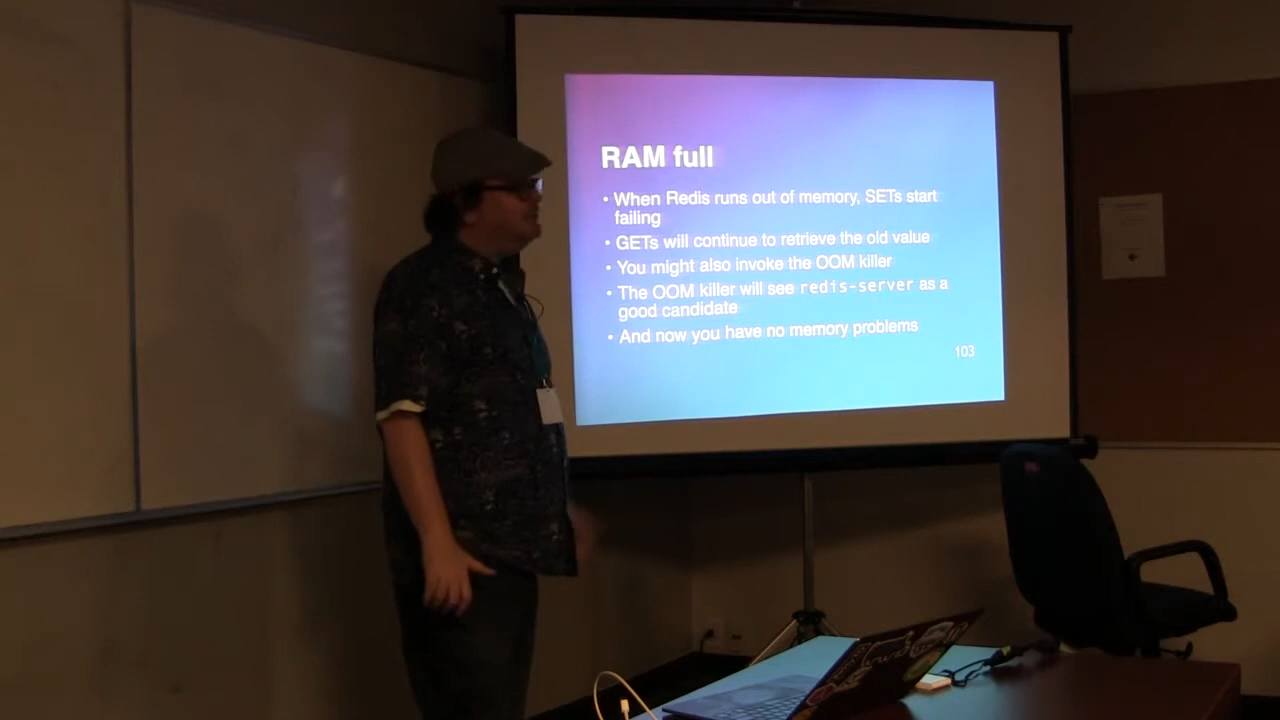 RAM full
• When Redis runs out of memory, SETs start
failing
• GETs will continue to retrieve the old value
• You might also invoke the OOM killer
• The OOM killer will see redis-server as a
good candidate
• And now you have no memory problems
103